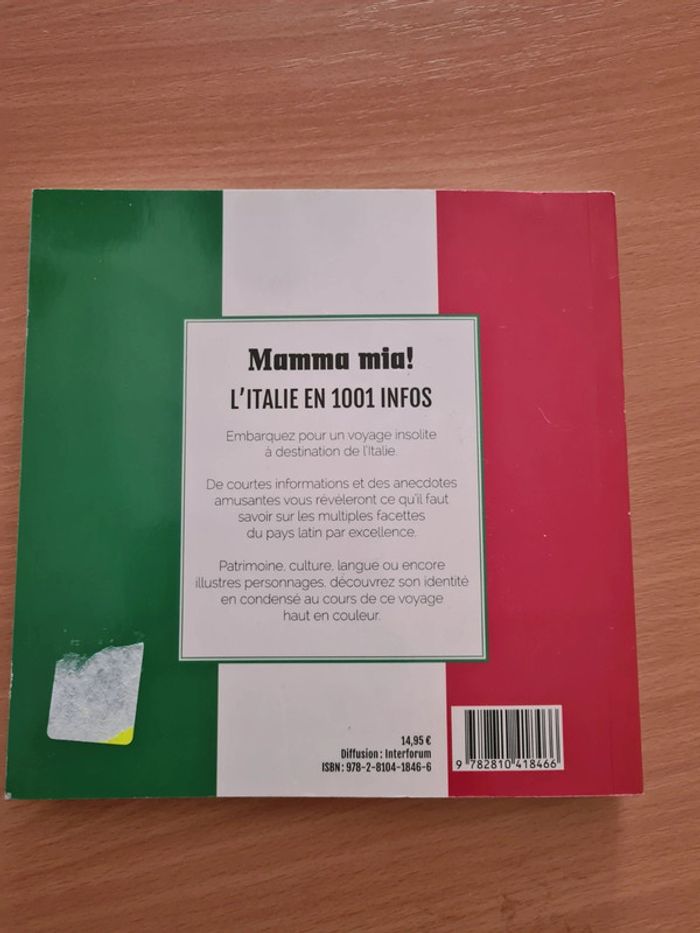 Mamma mia!
L'ITALIE EN 1001 INFOS
Embarquez pour un voyage insolite
à destination de l'Italie.
De courtes informations et des anecdotes
amusantes vous révèleront ce qu'il faut
savoir sur les multiples facettes
du pays latin par excellence.
Patrimoine, culture, langue ou encore
illustres personnages, découvrez son identité
en condensé au cours de ce voyage
haut en couleur.
14,95 €
Diffusion : Interforum
ISBN : 978-2-8104-1846-6
9 782810 418466